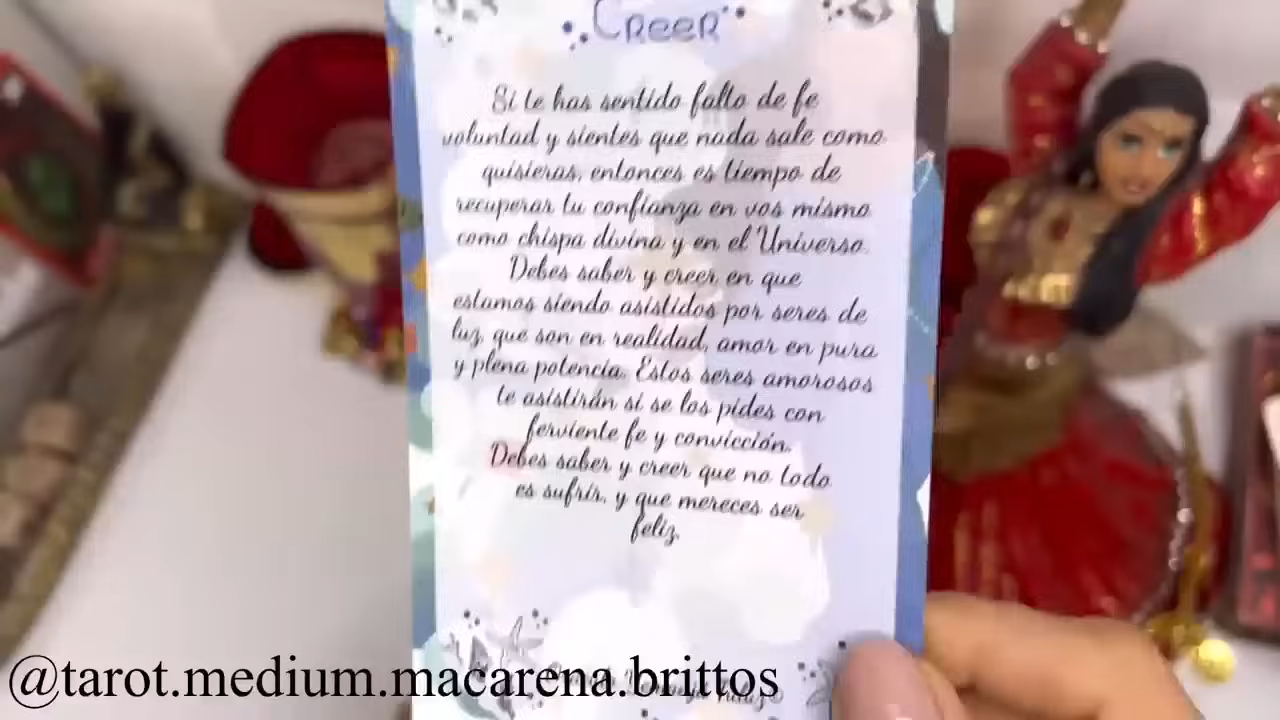 Creer
Si te has sentido falto de fe
voluntad y sientes que nada sale como
quisieras, entonces es tiempo de
recuperar tu confianza en vos mismo
como chispa divina y en el Universo.
Debes saber y creer en que
estamos siendo asistidos por seres de
luz que son en realidad, amor en pura
y plena potencia. Estos seres amorosos
te asistirán si se los pides con
ferviente fe y convicción.
Debes saber y creer que no todo
es sufrir, y que mereces ser
feliz.
@tarot.medium.macarena.brittos